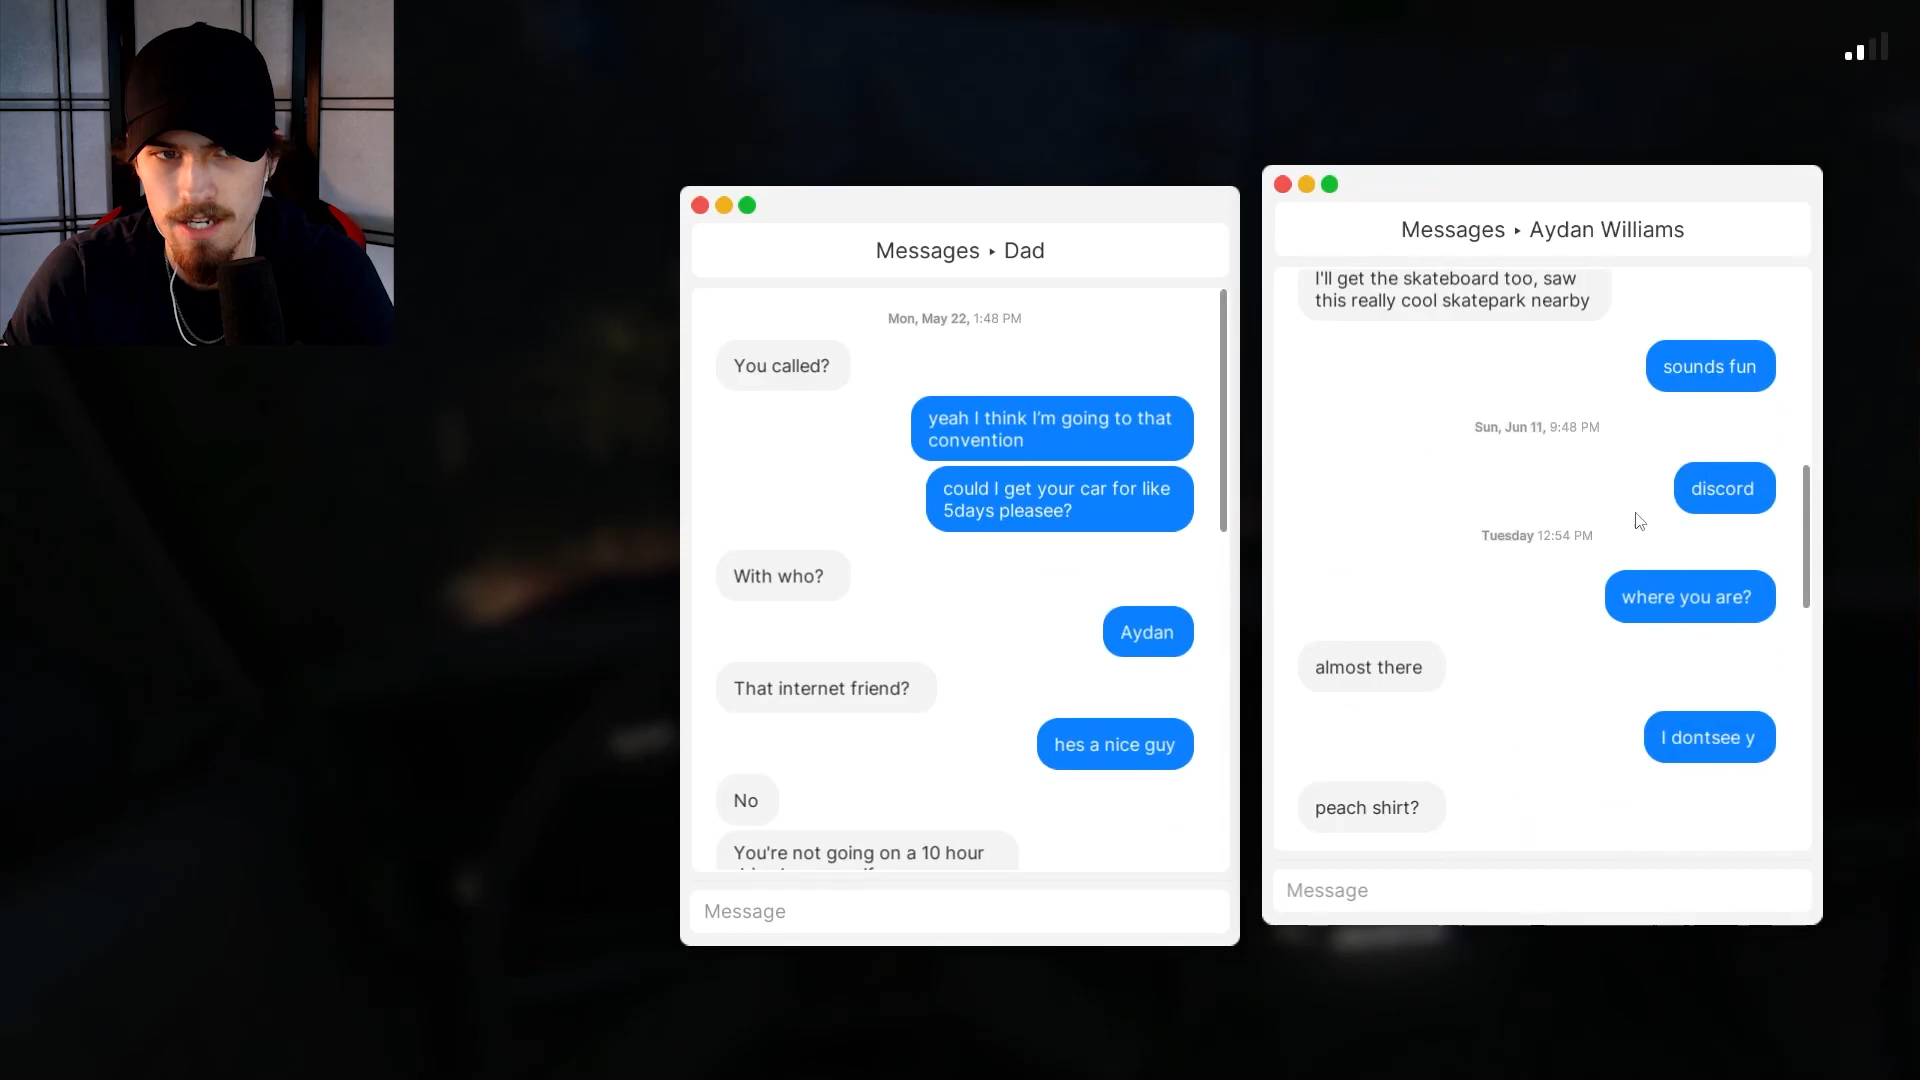 Messages ▸ Dad
Mon, May 22, 1:48 PM
You called?
yeah I think I'm going to that
convention
could I get your car for like
5days pleasee?
With who?
Aydan
That internet friend?
hes a nice guy
No
You're not going on a 10 hour
Message
Messages ▸ Aydan Williams
I'll get the skateboard too, saw
this really cool skatepark nearby
sounds fun
Sun, Jun 11, 9:48 PM
discord
Tuesday 12:54 PM
where you are?
almost there
I dontsee y
peach shirt?
Message